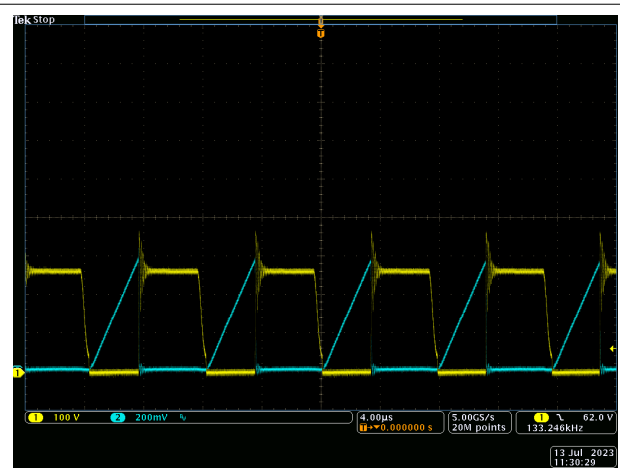 Tek Stop
T
1
1 100 V 2 200mV 4.00µs 5.00GS/s 1 62.0 V
T→▼0.000000 s 20M points 133.246kHz
13 Jul 2023
11:30:29